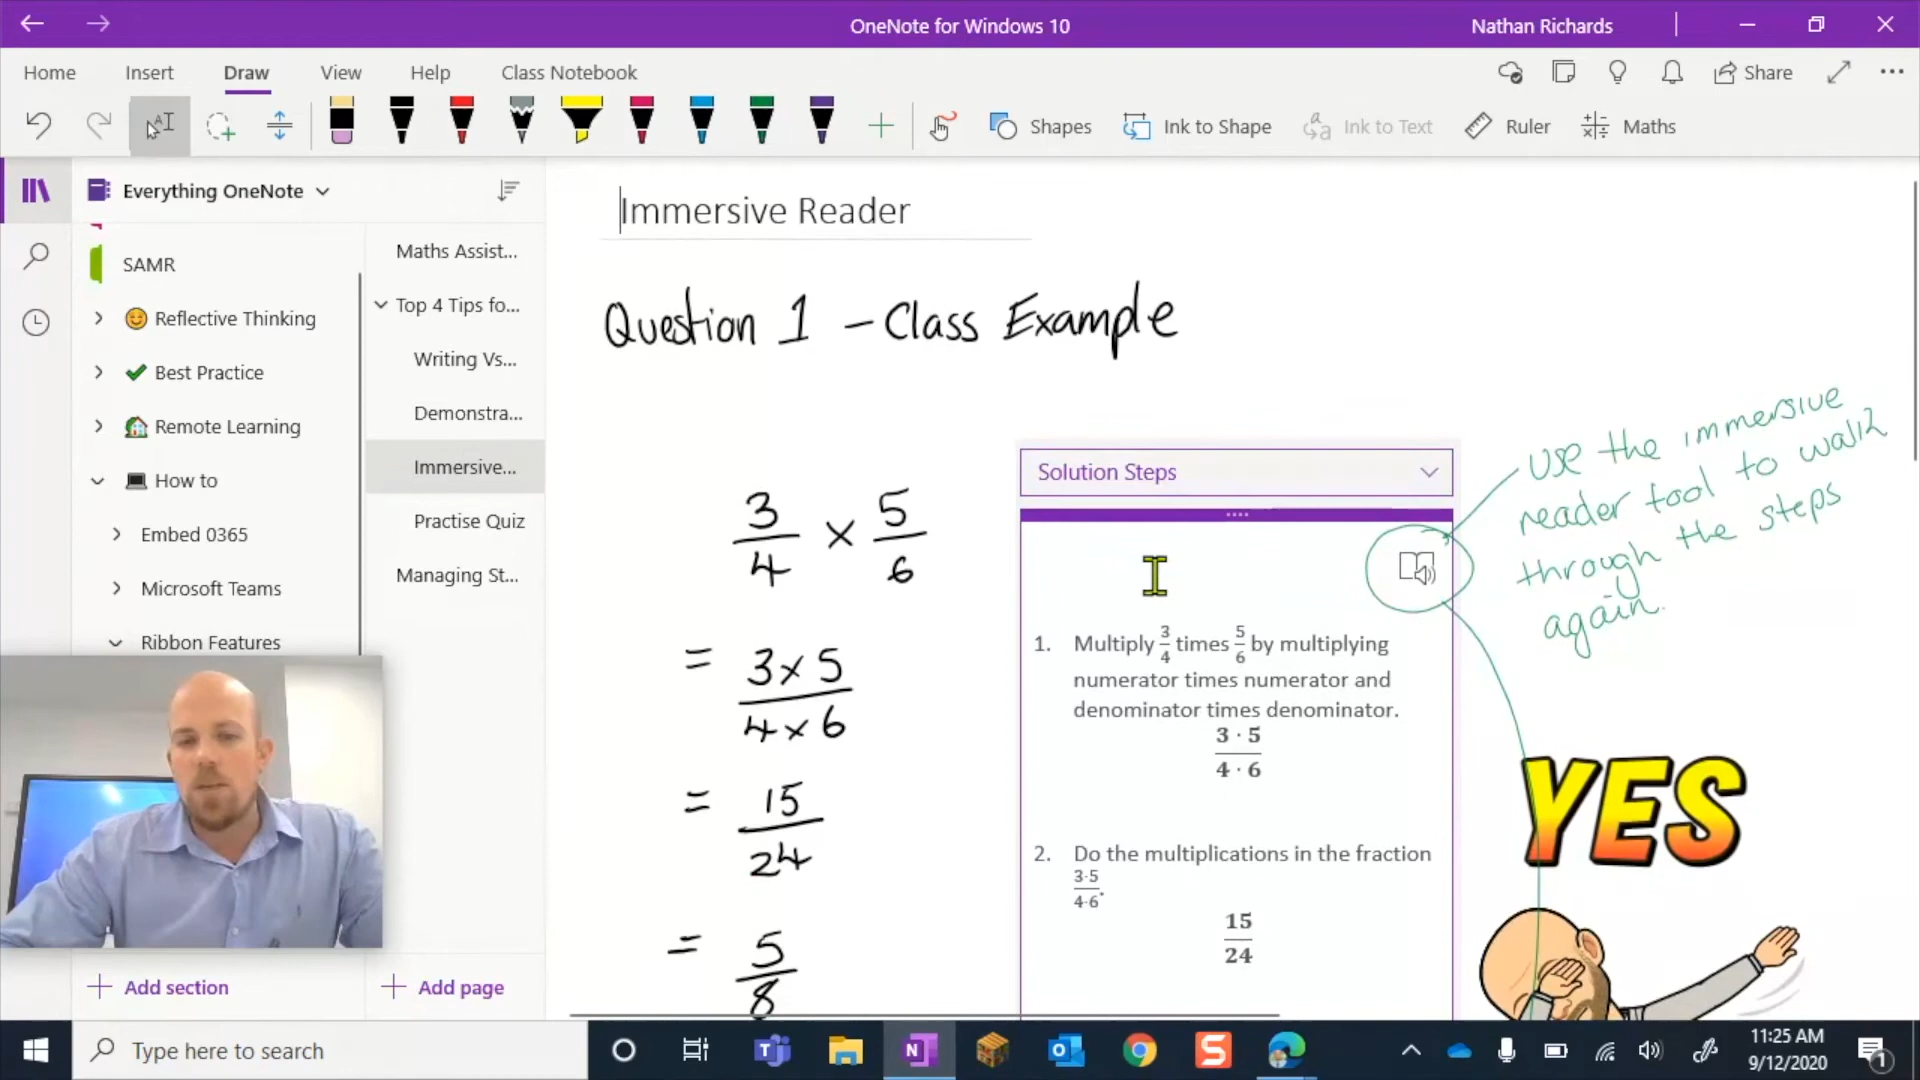 OneNote for Windows 10
Nathan Richards
Home
Insert
Draw
View
Help
Class Notebook
Share
Shapes
Ink to Shape
Ink to Text
Ruler
Maths
Everything OneNote
SAMR
Reflective Thinking
Best Practice
Remote Learning
How to
Embed 0365
Microsoft Teams
Ribbon Features
Add section
Maths Assist...
Top 4 Tips fo...
Writing Vs...
Demonstra...
Immersive...
Practise Quiz
Managing St...
Add page
Immersive Reader
Question 1 - Class Example
3/4 × 5/6
= 3×5/4×6
= 15/24
= 5/8
Solution Steps
1. Multiply 3/4 times 5/6 by multiplying
numerator times numerator and
denominator times denominator.
3 · 5
4 · 6
2. Do the multiplications in the fraction
3·5/4·6.
15
24
use the immersive
reader tool to walk
through the steps
again.
YES
Type here to search
11:25 AM
9/12/2020
1